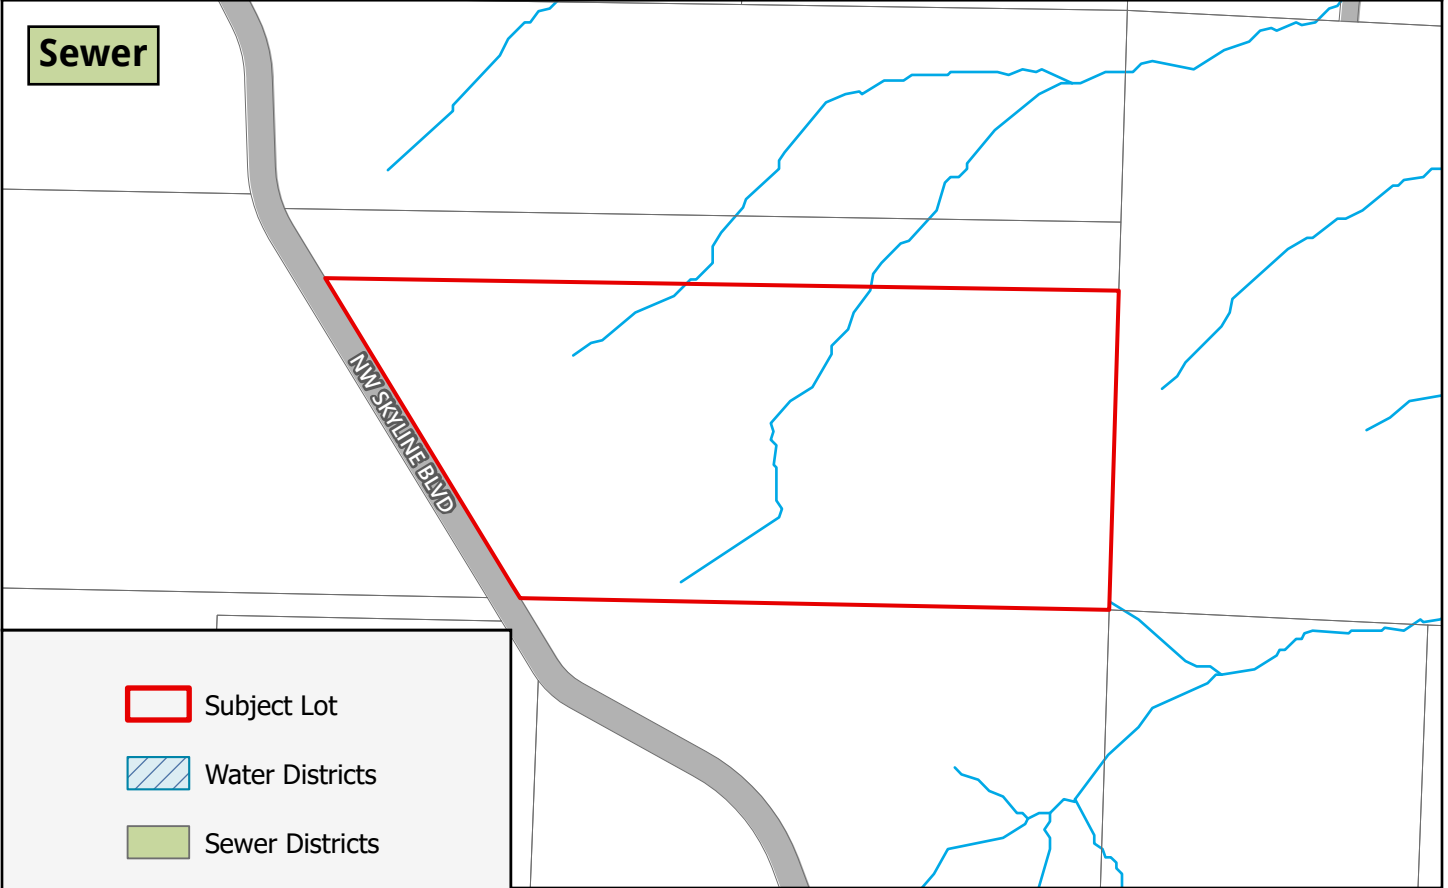 Sewer
NW SKYLINE BLVD
Subject Lot
Water Districts
Sewer Districts